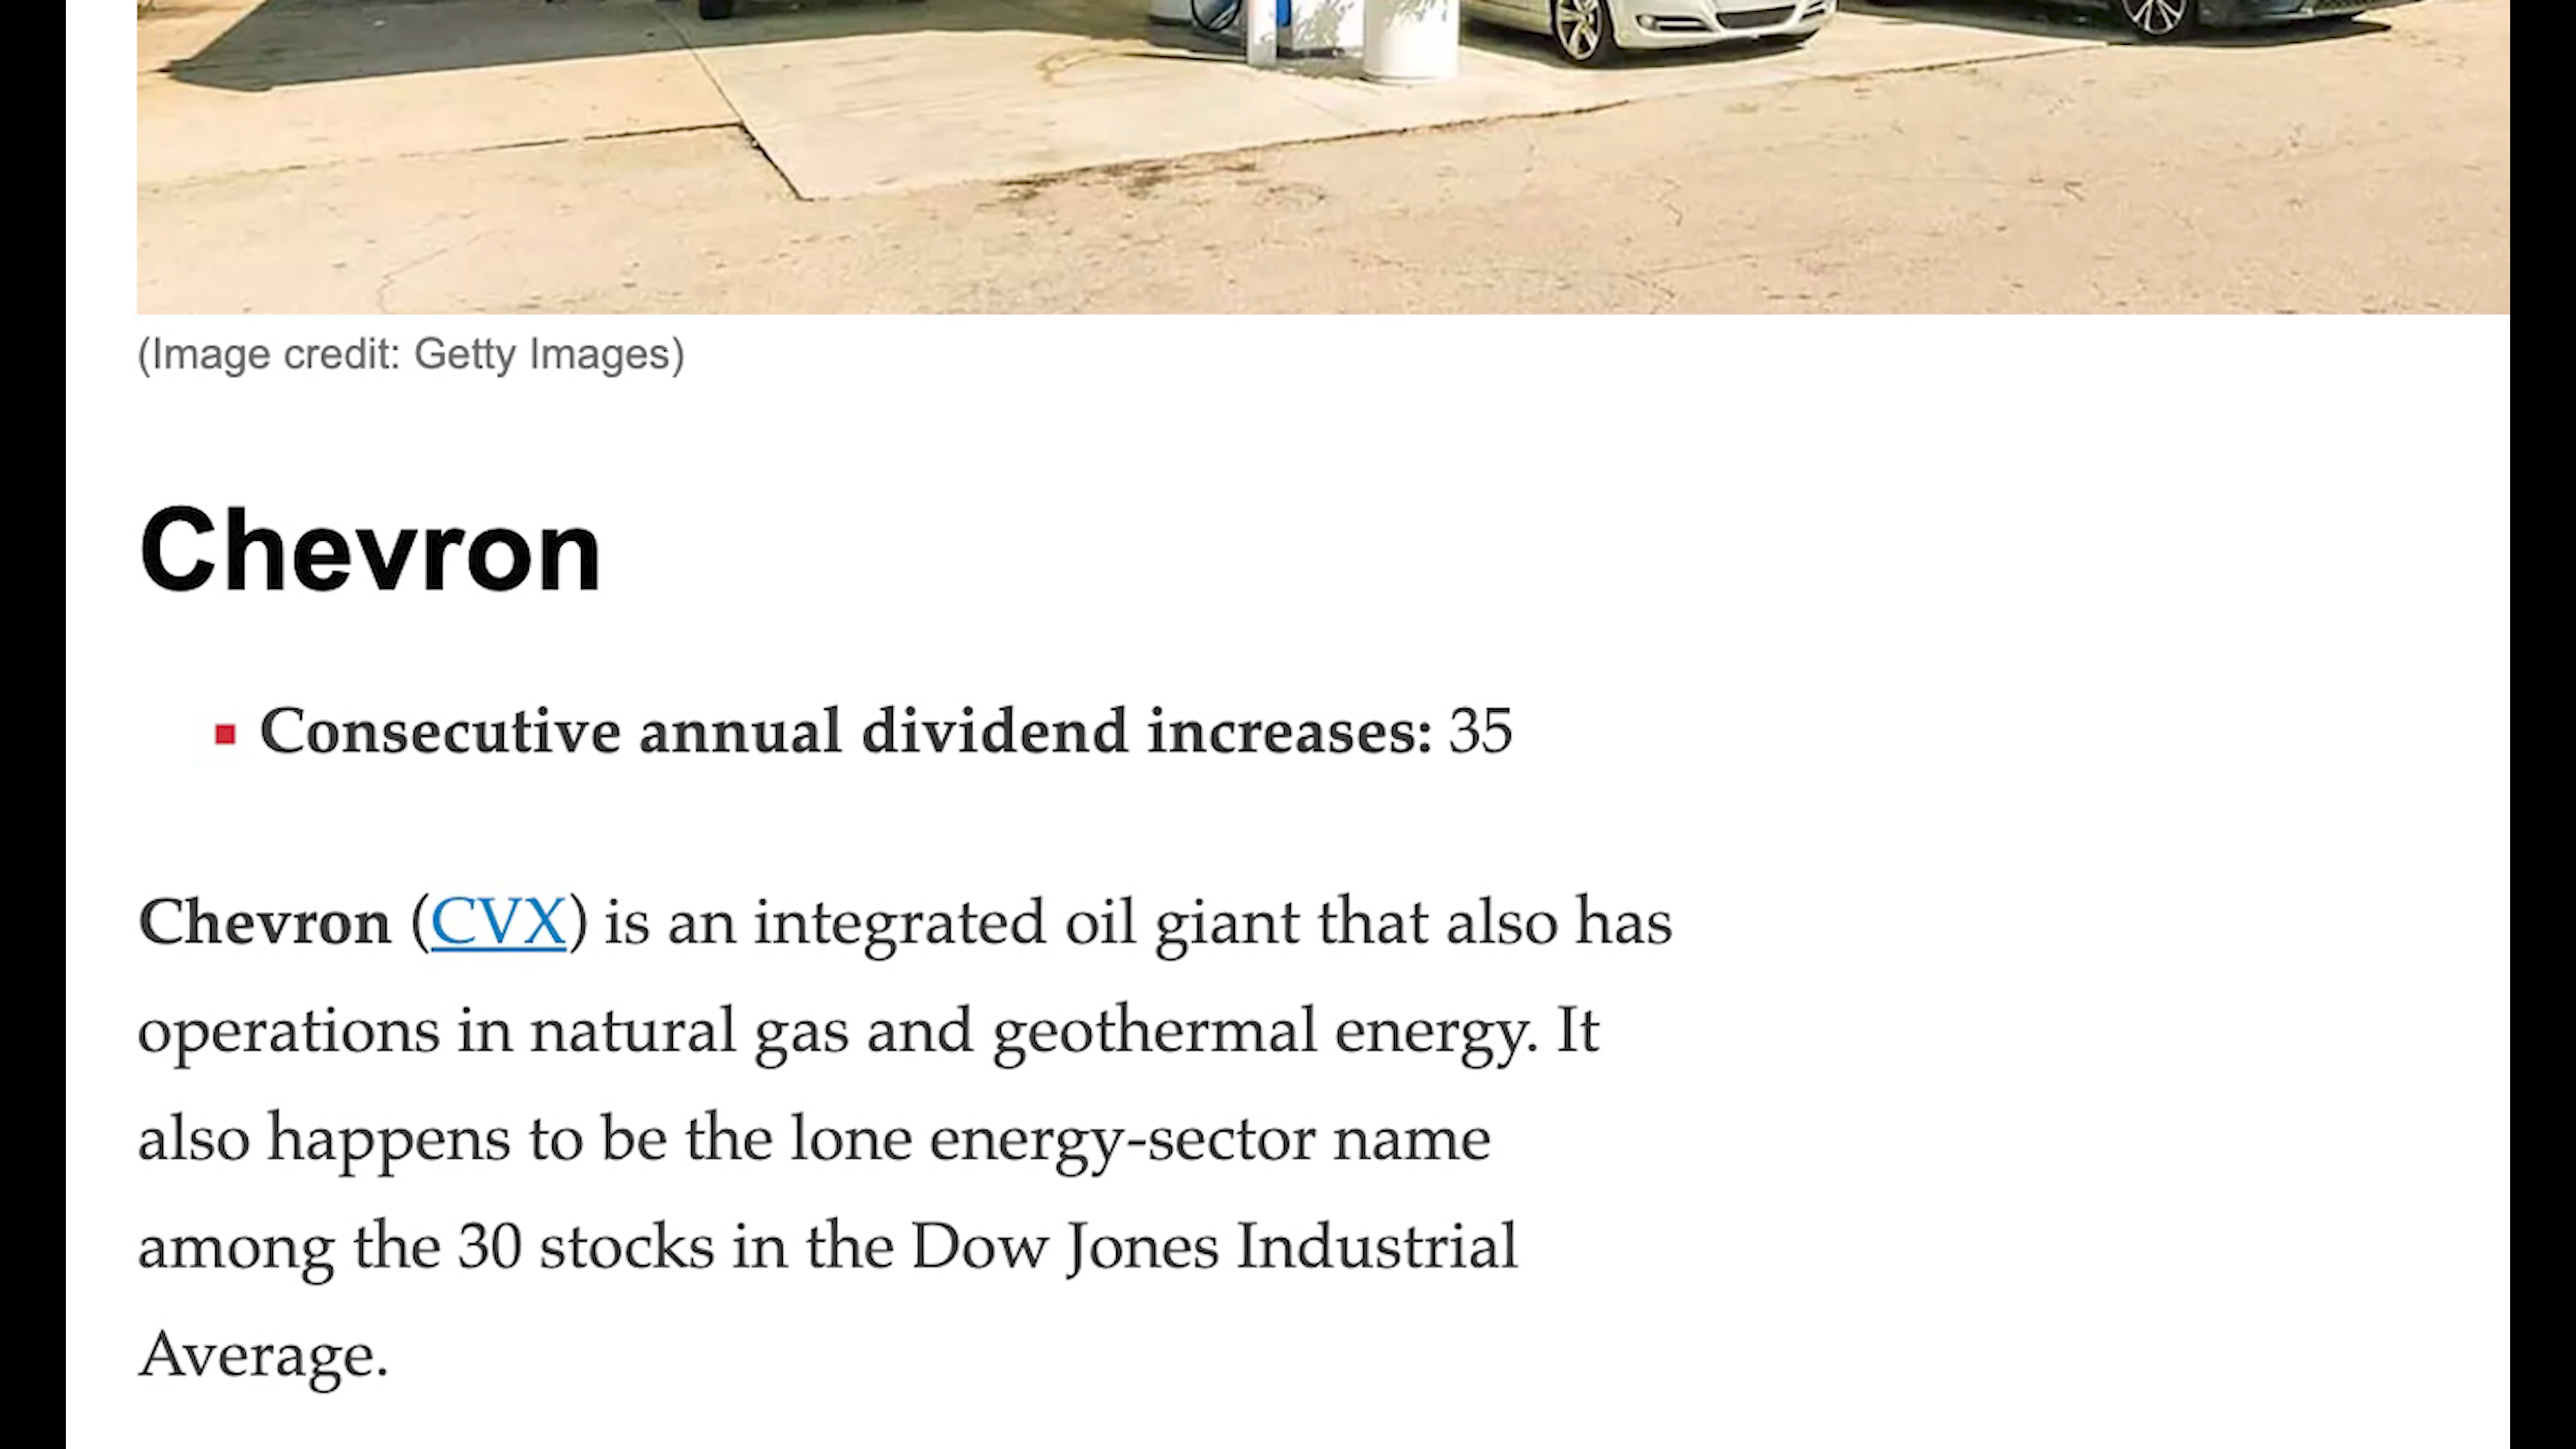 (Image credit: Getty Images)
Chevron
Consecutive annual dividend increases: 35
Chevron (CVX) is an integrated oil giant that also has
operations in natural gas and geothermal energy. It
also happens to be the lone energy-sector name
among the 30 stocks in the Dow Jones Industrial
Average.